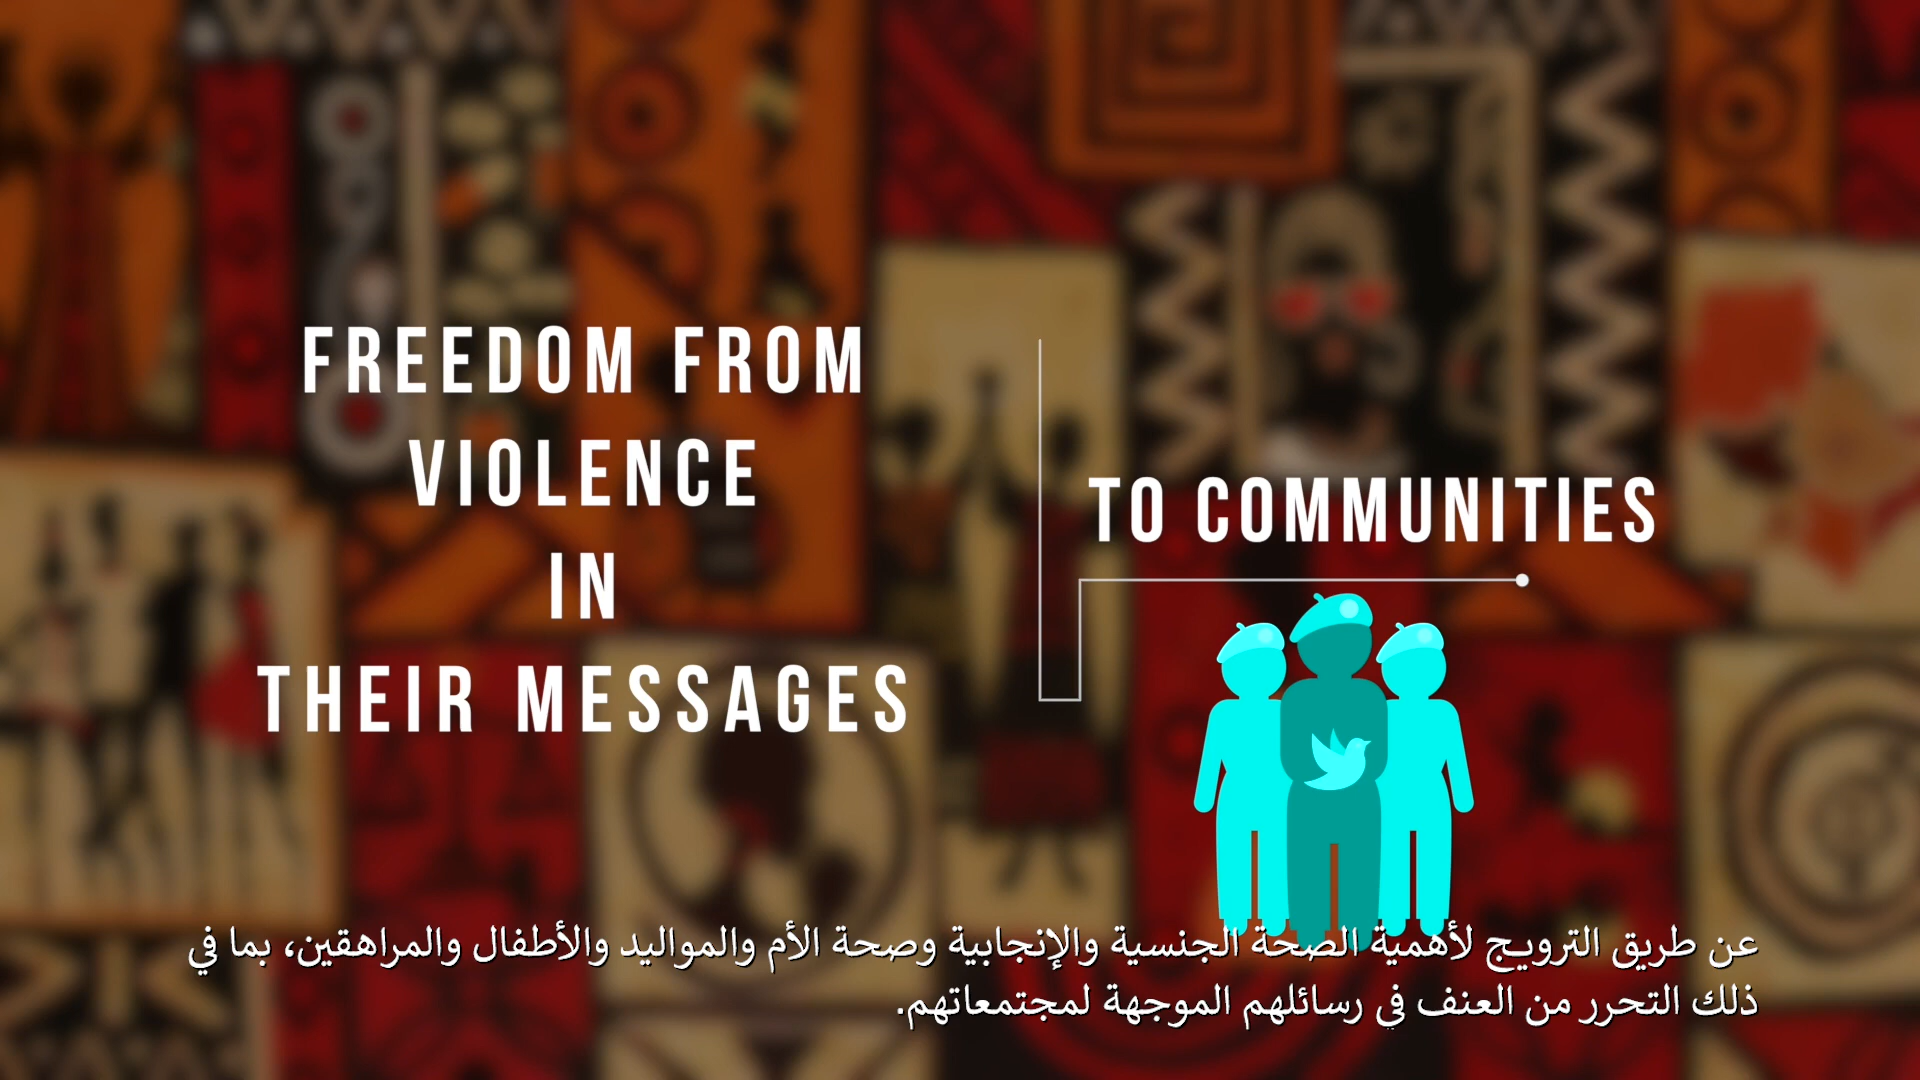 FREEDOM FROM
VIOLENCE
IN
THEIR MESSAGES
TO COMMUNITIES
عن طريق الترويج لأهمية الصحة الجنسية والإنجابية وصحة الأم والمواليد والأطفال والمراهقين، بما في
ذلك التحرر من العنف في رسائلهم الموجهة لمجتمعاتهم.